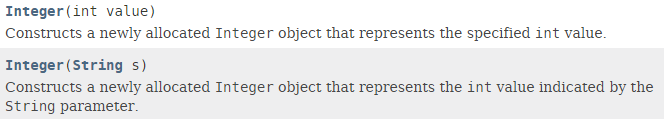 Integer(int value)
Constructs a newly allocated Integer object that represents the specified int value.
Integer(String s)
Constructs a newly allocated Integer object that represents the int value indicated by the
String parameter.